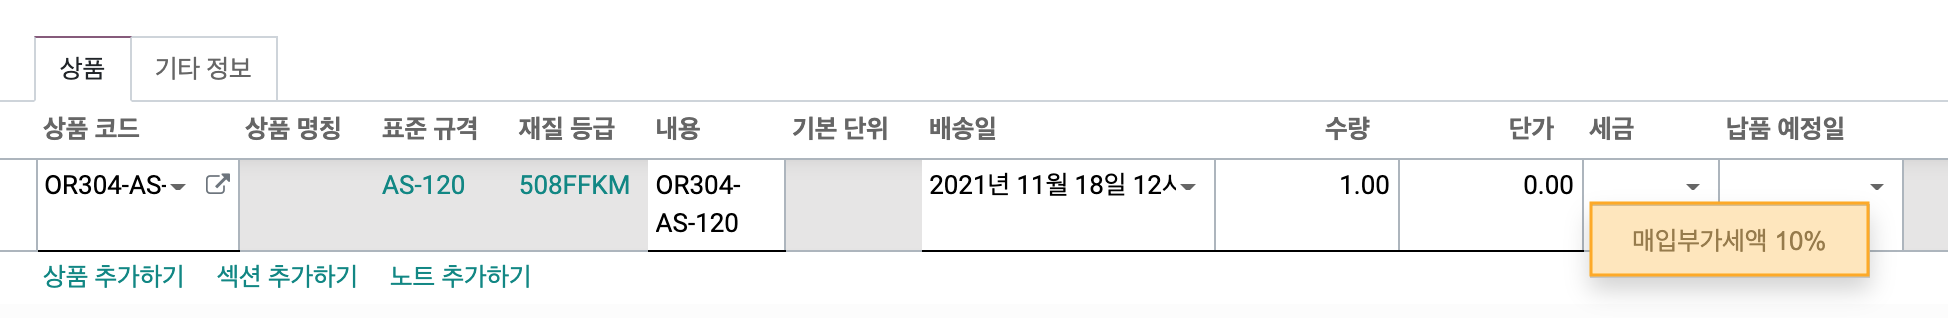 상품 기타 정보
상품 코드 상품 명칭 표준 규격 재질 등급 내용 기본 단위 배송일 수량 단가 세금 납품 예정일
OR304-AS- AS-120 508FFKM OR304- 2021년 11월 18일 12시 1.00 0.00
AS-120
매입부가세액 10%
상품 추가하기 섹션 추가하기 노트 추가하기